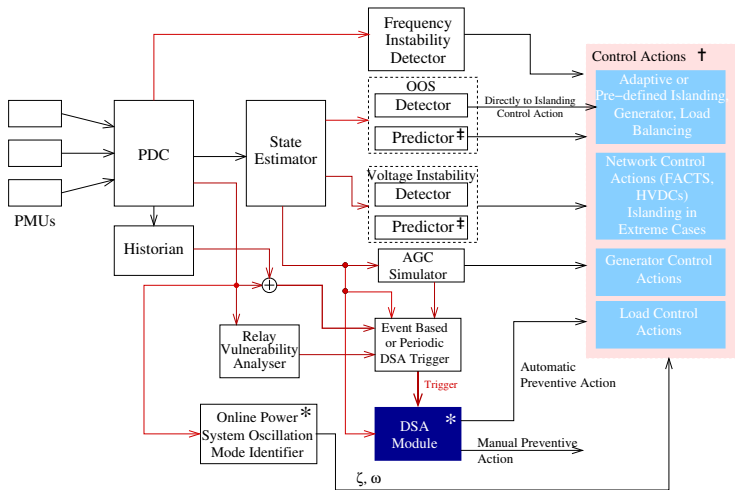 Frequency
Instability
Detector
Control Actions †
OOS
Detector
Predictor‡
Directly to Islanding
Control Action
Adaptive or
Pre−defined Islanding,
Generator, Load
Balancing
PDC
State
Estimator
PMUs
Voltage Instability
Detector
Predictor‡
Network Control
Actions (FACTS,
HVDCs)
Islanding in
Extreme Cases
Historian
AGC
Simulator
Generator Control
Actions
+
Relay
Vulnerability
Analyser
Event Based
or Periodic
DSA Trigger
Load Control
Actions
Trigger
Automatic
Preventive Action
Online Power *
System Oscillation
Mode Identifier
DSA *
Module
Manual Preventive
Action
ζ, ω